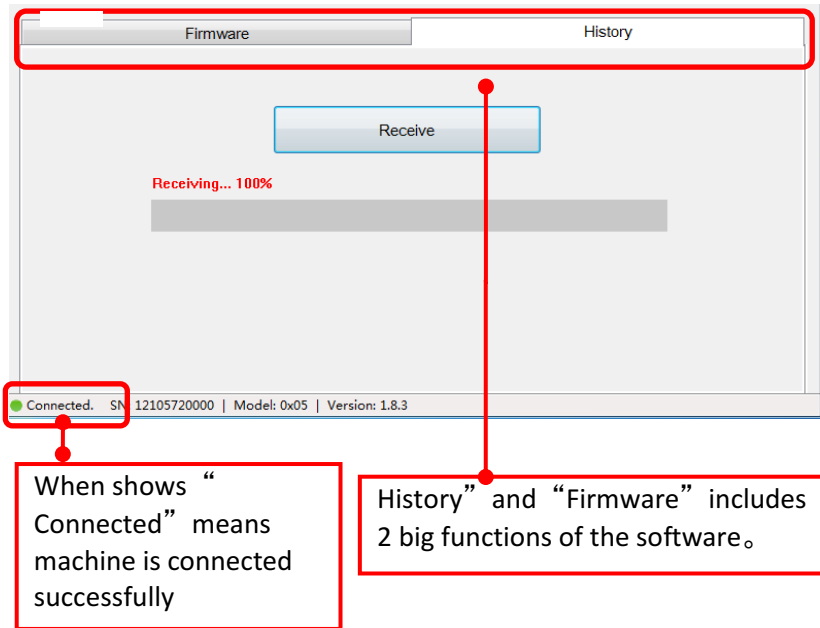 Firmware History
Receive
Receiving... 100%
Connected. SN 12105720000 | Model: 0x05 | Version: 1.8.3
When shows “
Connected” means
machine is connected
successfully
History” and “Firmware” includes
2 big functions of the software。